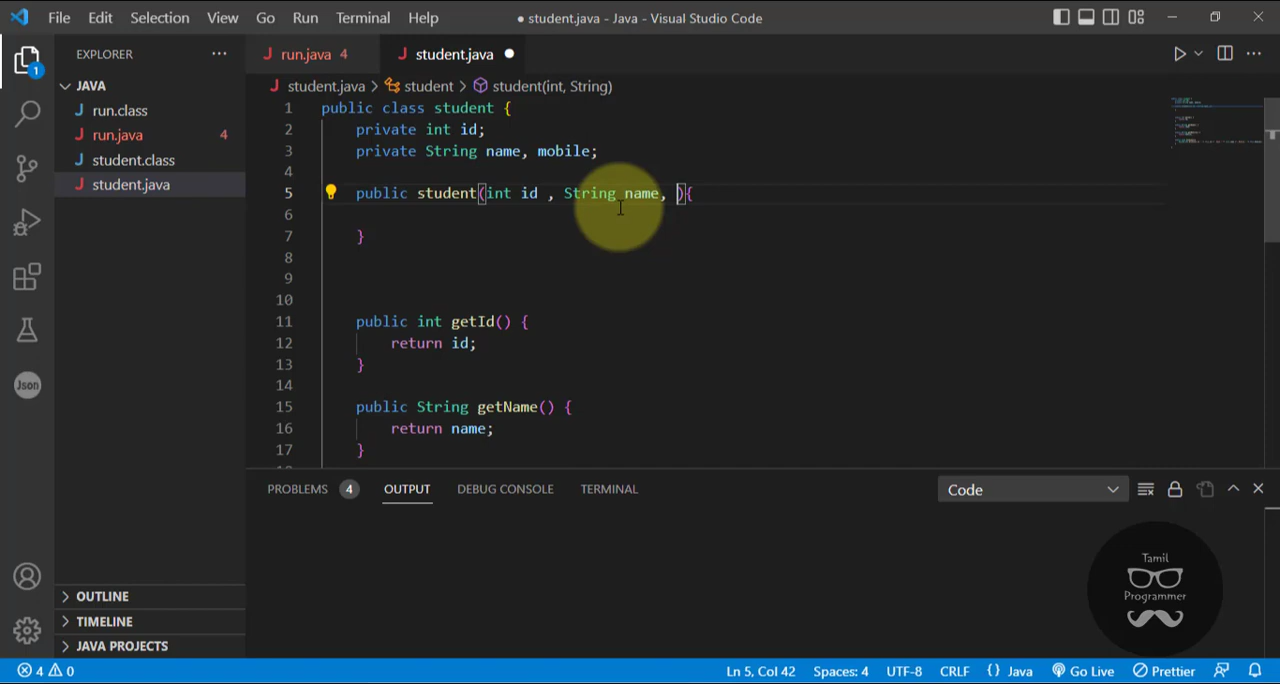 File Edit Selection View Go Run Terminal Help ● student.java - Java - Visual Studio Code
EXPLORER ··· J run.java 4 J student.java ●
1
JAVA
J student.java > student > student(int, String)
J run.class
J run.java 4
J student.class
J student.java
1 public class student {
2 private int id;
3 private String name, mobile;
4
5 public student(int id , String name, ){
6
7 }
8
9
10
11 public int getId() {
12 return id;
13 }
14
15 public String getName() {
16 return name;
17 }
Json
PROBLEMS 4 OUTPUT DEBUG CONSOLE TERMINAL Code
Tamil
Programmer
OUTLINE
TIMELINE
JAVA PROJECTS
4 0 Ln 5, Col 42 Spaces: 4 UTF-8 CRLF {} Java Go Live Prettier